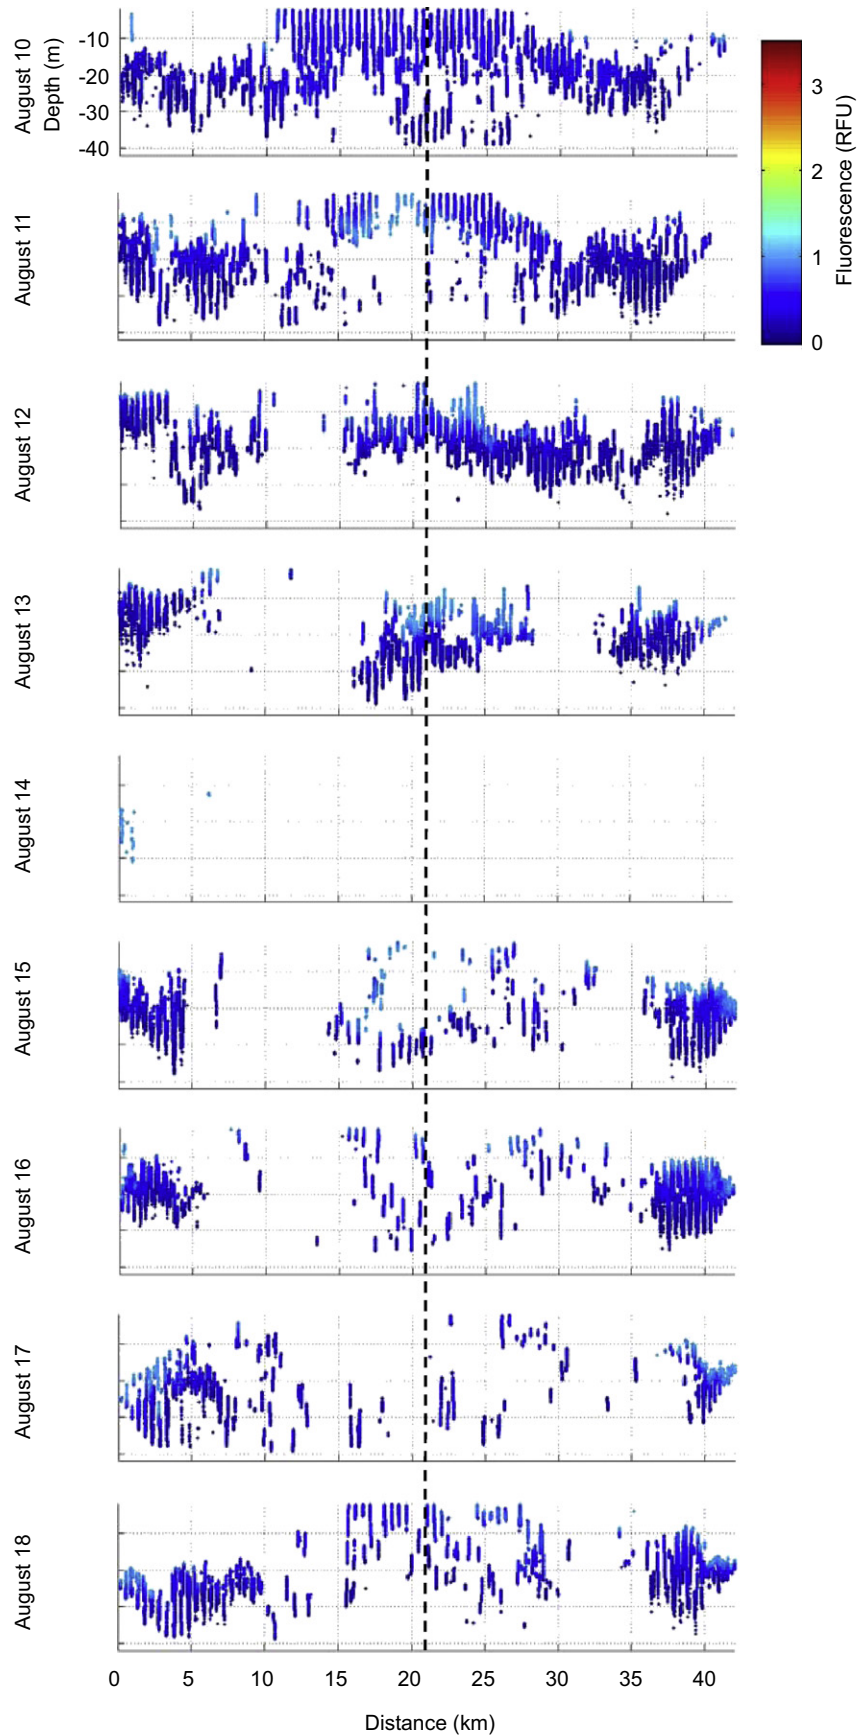 August 10
Depth (m)
-10
-20
-30
-40
3
2
1
0
Fluorescence (RFU)
August 11
August 12
August 13
August 14
August 15
August 16
August 17
August 18
0 5 10 15 20 25 30 35 40
Distance (km)